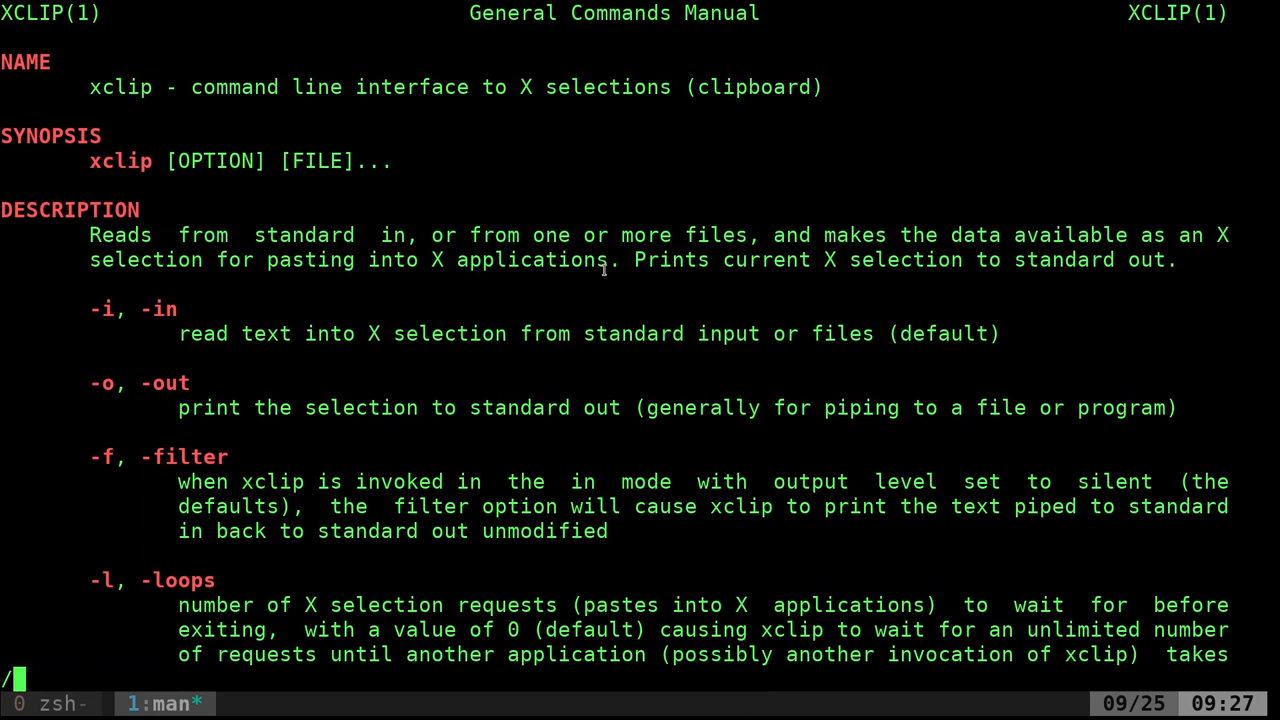 XCLIP(1) General Commands Manual XCLIP(1)
NAME
xclip - command line interface to X selections (clipboard)
SYNOPSIS
xclip [OPTION] [FILE]...
DESCRIPTION
Reads from standard in, or from one or more files, and makes the data available as an X
selection for pasting into X applications. Prints current X selection to standard out.
-i, -in
read text into X selection from standard input or files (default)
-o, -out
print the selection to standard out (generally for piping to a file or program)
-f, -filter
when xclip is invoked in the in mode with output level set to silent (the
defaults), the filter option will cause xclip to print the text piped to standard
in back to standard out unmodified
-l, -loops
number of X selection requests (pastes into X applications) to wait for before
exiting, with a value of 0 (default) causing xclip to wait for an unlimited number
of requests until another application (possibly another invocation of xclip) takes
/
0 zsh- 1:man* 09/25 09:27